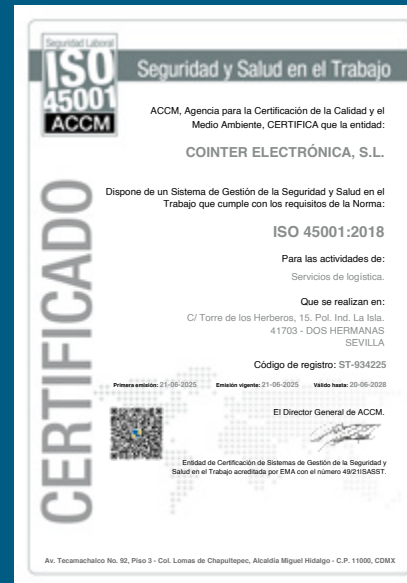 Seguridad Laboral
ISO
45001
ACCM
Seguridad y Salud en el Trabajo
ACCM, Agencia para la Certificación de la Calidad y el
Medio Ambiente, CERTIFICA que la entidad:
COINTER ELECTRÓNICA, S.L.
CERTIFICADO
Dispone de un Sistema de Gestión de la Seguridad y Salud en el
Trabajo que cumple con los requisitos de la Norma:
ISO 45001:2018
Para las actividades de:
Servicios de logística.
Que se realizan en:
C/ Torre de los Herberos, 15. Pol. Ind. La Isla.
41703 - DOS HERMANAS
SEVILLA
Código de registro: ST-934225
Primera emisión: 21-06-2025 Emisión vigente: 21-06-2025 Válido hasta: 20-06-2028
El Director General de ACCM.
Entidad de Certificación de Sistemas de Gestión de la Seguridad y
Salud en el Trabajo acreditada por EMA con el número 49/21ISASST.
Av. Tecamachalco No. 92, Piso 3 - Col. Lomas de Chapultepec, Alcaldía Miguel Hidalgo - C.P. 11000, CDMX